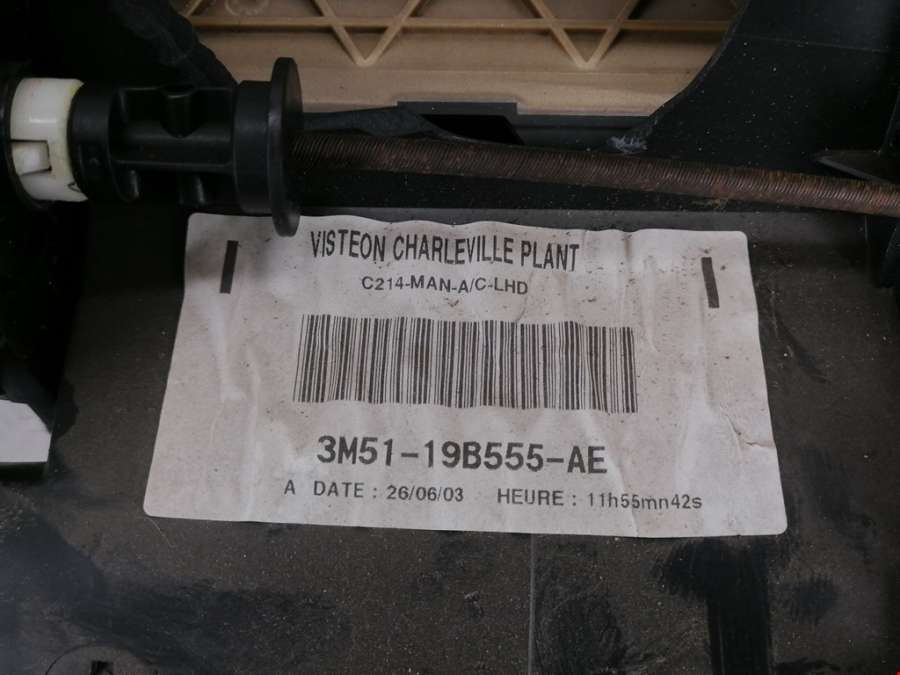 VISTEON CHARLEVILLE PLANT
C214-MAN-A/C-LHD
3M51-19B555-AE
A DATE : 26/06/03 HEURE : 11h55mn42s